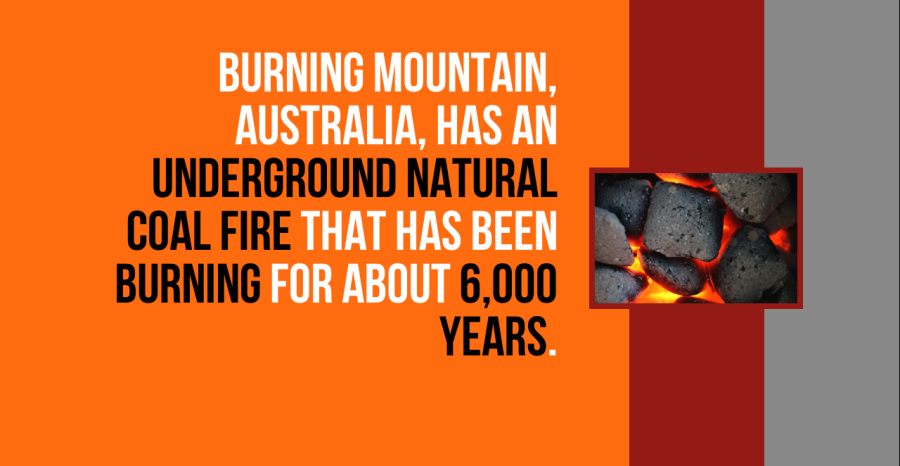 BURNING MOUNTAIN,
AUSTRALIA, HAS AN
UNDERGROUND NATURAL
COAL FIRE THAT HAS BEEN
BURNING FOR ABOUT 6,000
YEARS.